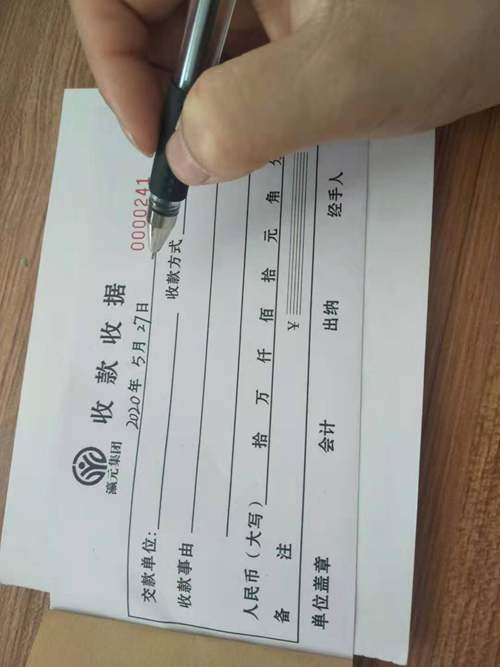 瀛元集团
收款收据
0000241
2020年 5月 27日
交款单位: 收款方式
收款事由
人民币（大写） 拾 万 仟 佰 拾 元 角 分
¥
备 注
单位盖章 会计 出纳 经手人